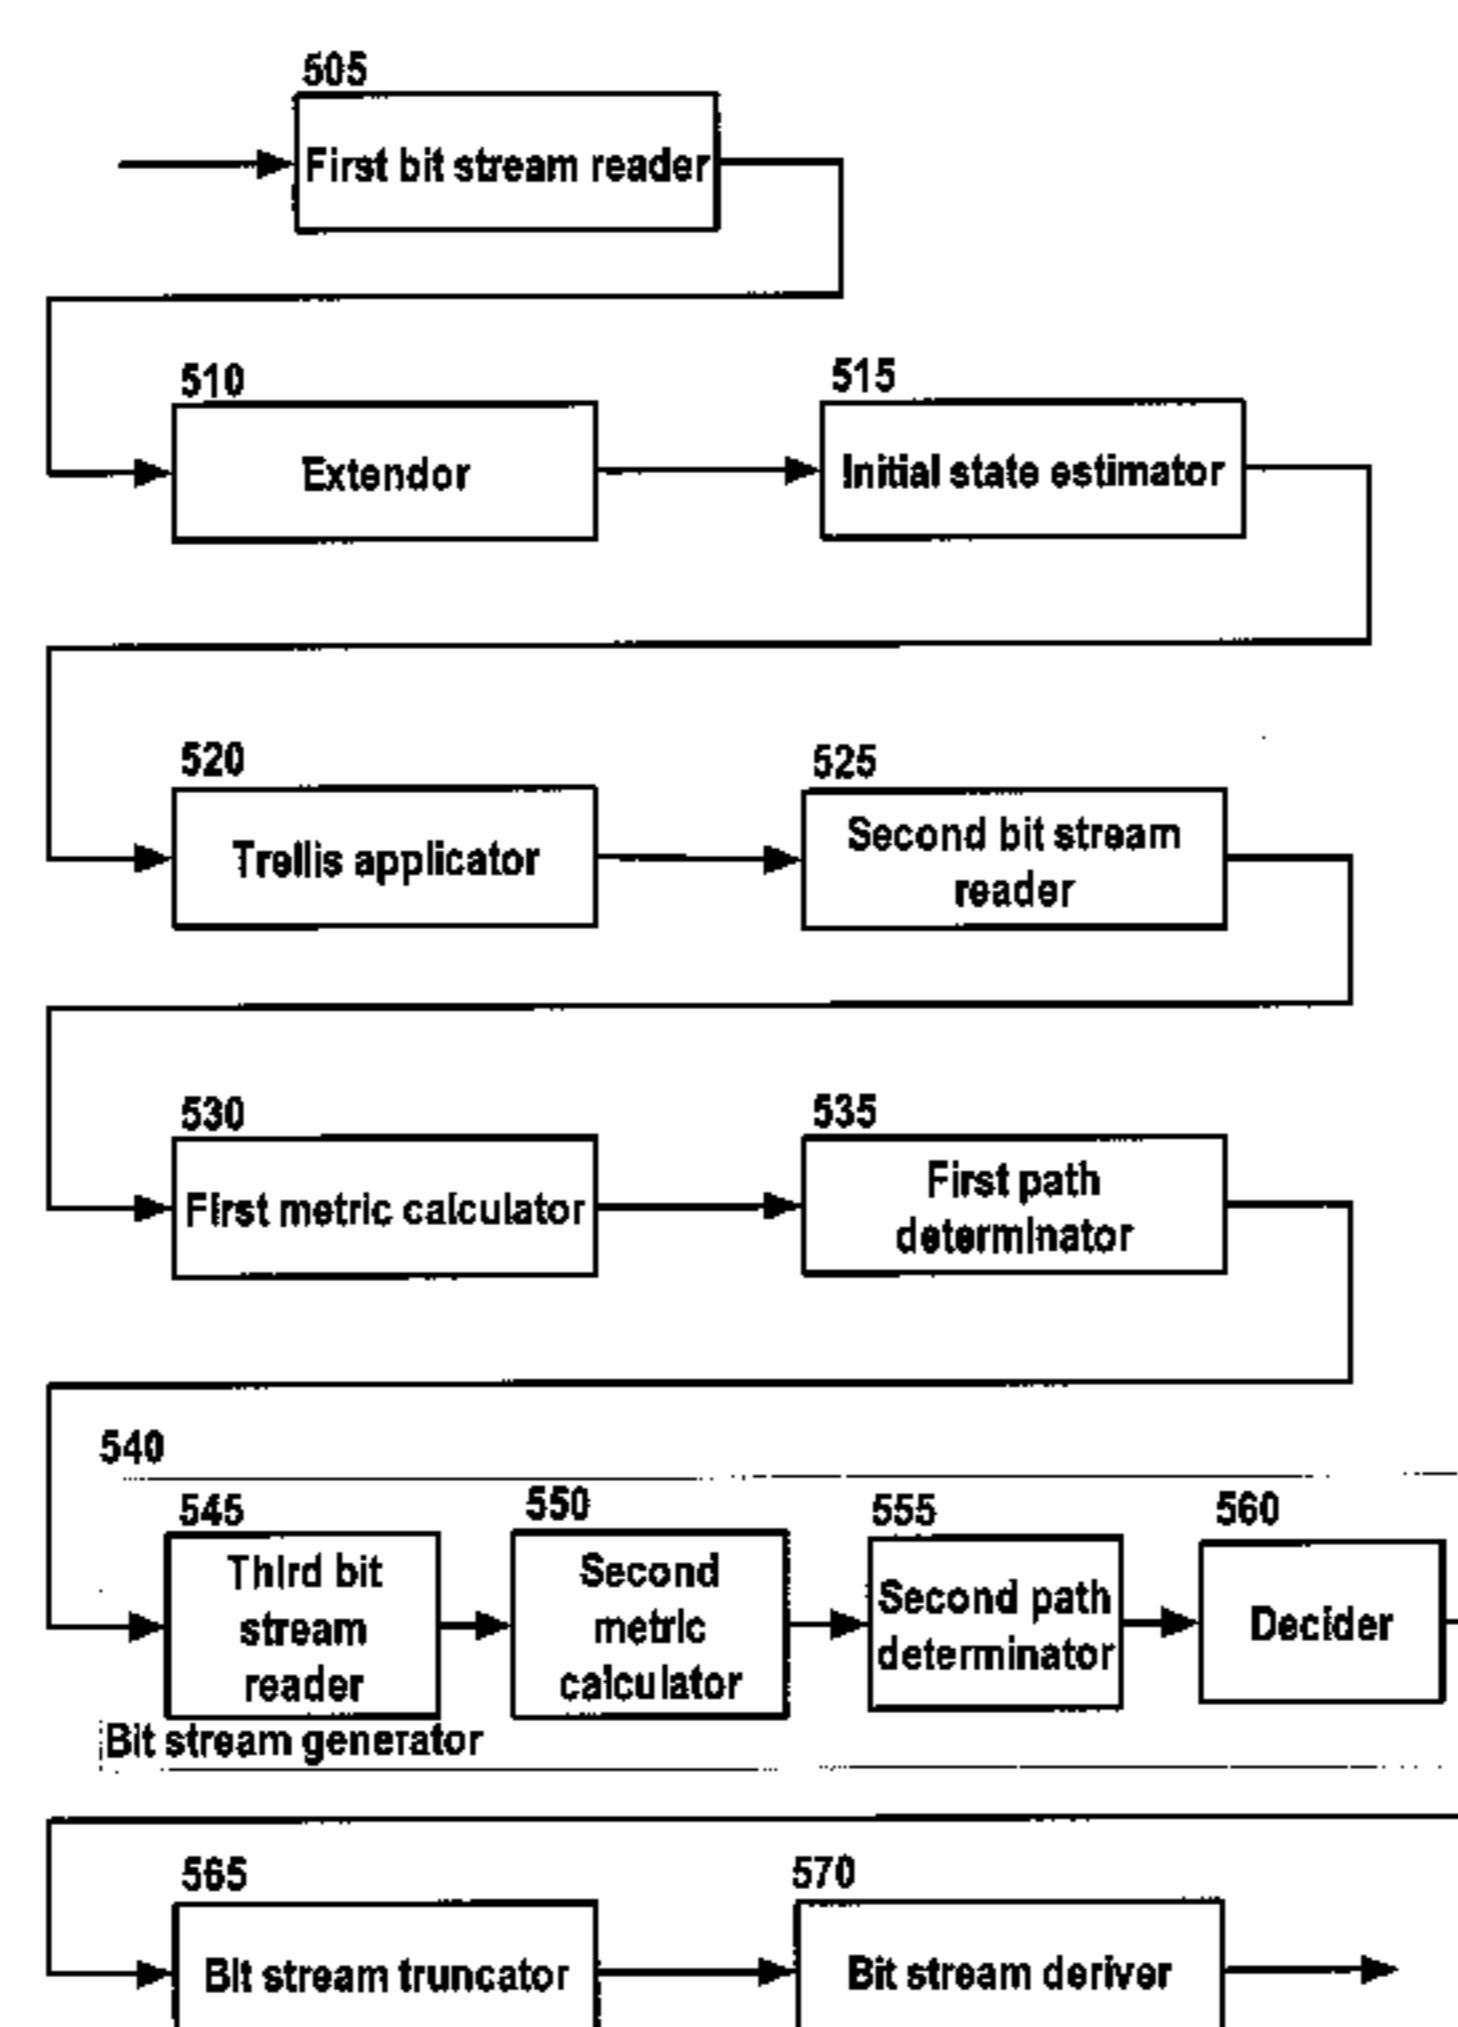 505
First bit stream reader
510
Extendor
515
Initial state estimator
520
Trellis applicator
525
Second bit stream
reader
530
First metric calculator
535
First path
determinator
540
545
Third bit
stream
reader
550
Second
metric
calculator
555
Second path
determinator
560
Decider
Bit stream generator
565
Bit stream truncator
570
Bit stream deriver